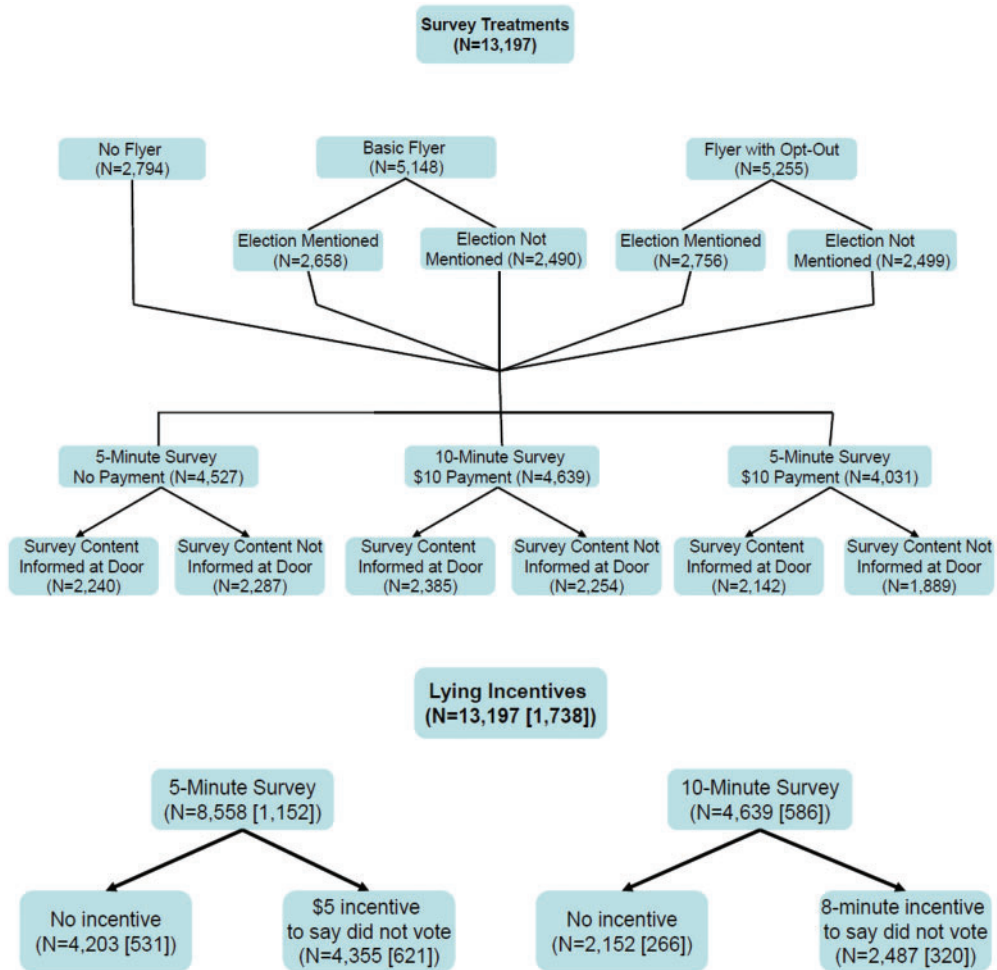 Survey Treatments
(N=13,197)
No Flyer
(N=2,794)
Basic Flyer
(N=5,148)
Flyer with Opt-Out
(N=5,255)
Election Mentioned
(N=2,658)
Election Not
Mentioned (N=2,490)
Election Mentioned
(N=2,756)
Election Not
Mentioned (N=2,499)
5-Minute Survey
No Payment (N=4,527)
10-Minute Survey
$10 Payment (N=4,639)
5-Minute Survey
$10 Payment (N=4,031)
Survey Content
Informed at Door
(N=2,240)
Survey Content Not
Informed at Door
(N=2,287)
Survey Content
Informed at Door
(N=2,385)
Survey Content Not
Informed at Door
(N=2,254)
Survey Content
Informed at Door
(N=2,142)
Survey Content Not
Informed at Door
(N=1,889)
Lying Incentives
(N=13,197 [1,738])
5-Minute Survey
(N=8,558 [1,152])
10-Minute Survey
(N=4,639 [586])
No incentive
(N=4,203 [531])
$5 incentive
to say did not vote
(N=4,355 [621])
No incentive
(N=2,152 [266])
8-minute incentive
to say did not vote
(N=2,487 [320])